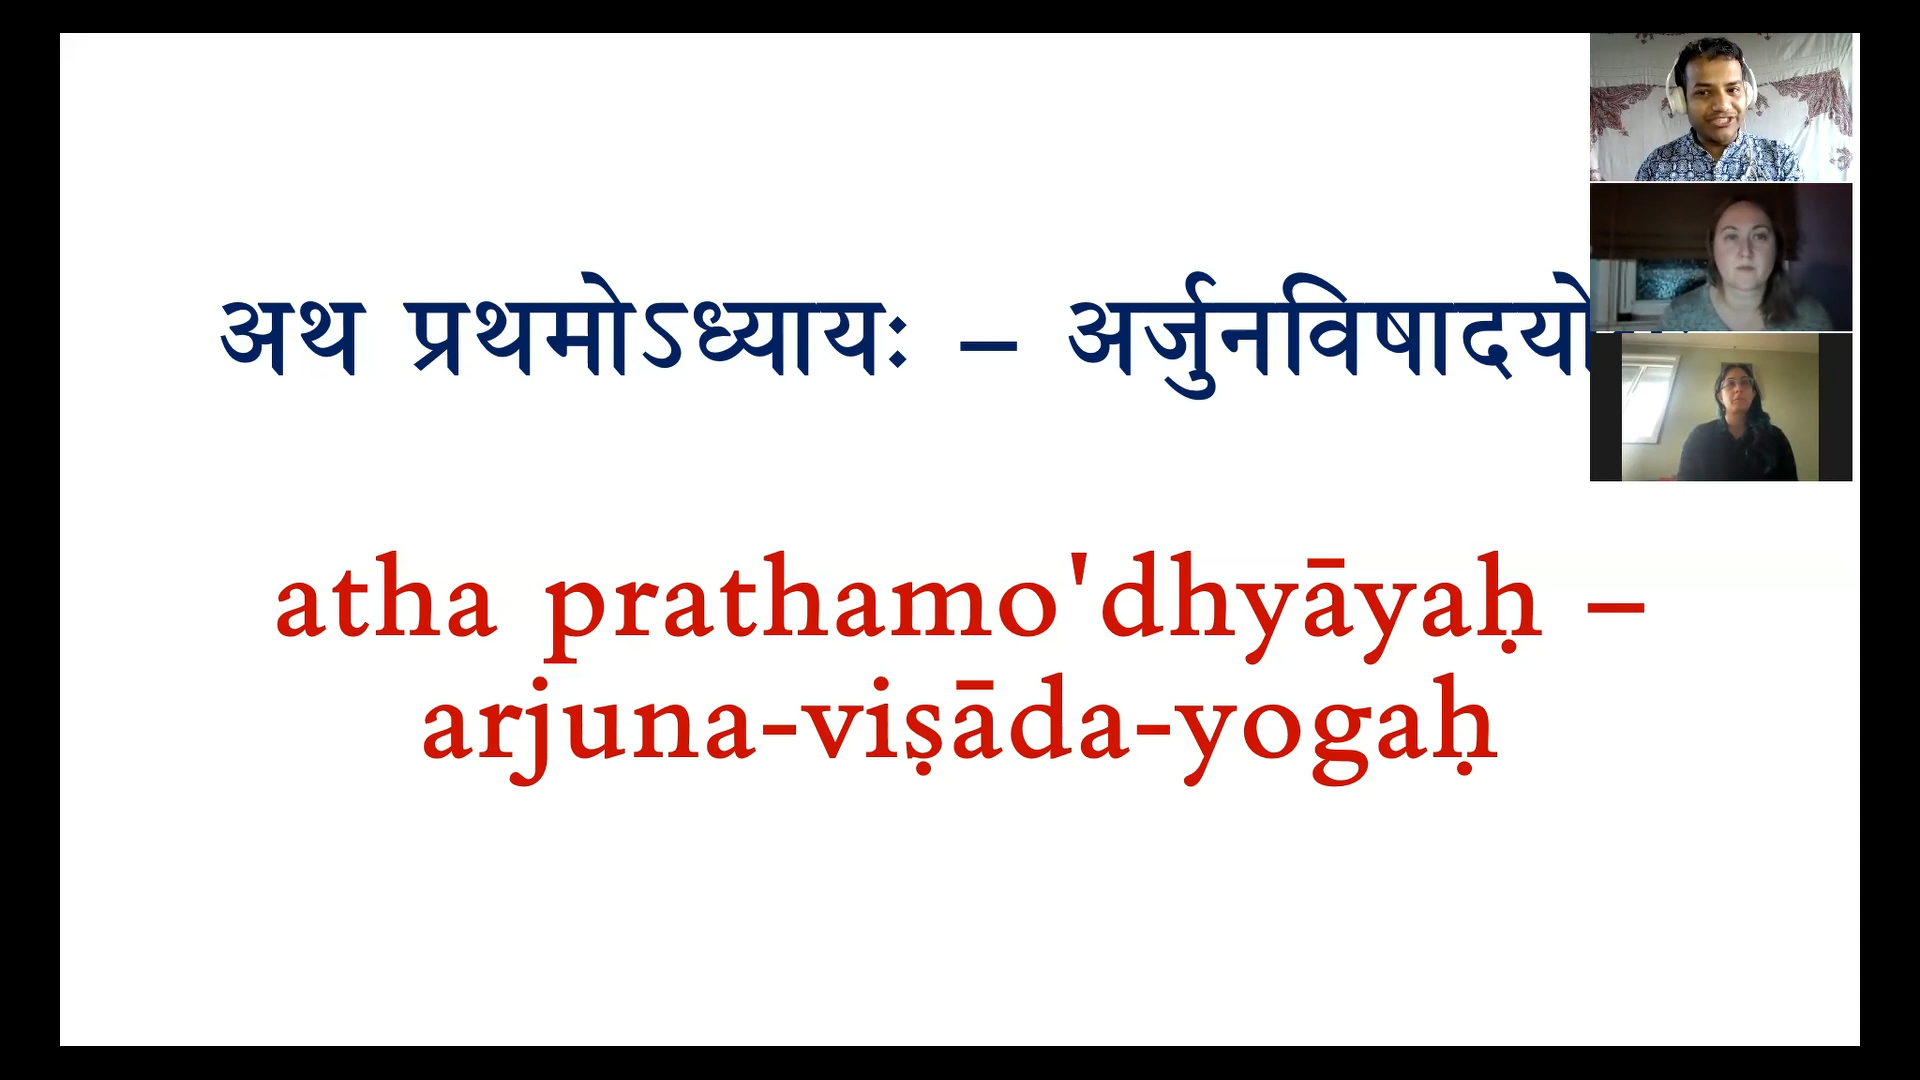 अथ प्रथमोऽध्यायः – अर्जुनविषादयो
atha prathamo'dhyāyaḥ –
arjuna-viṣāda-yogaḥ